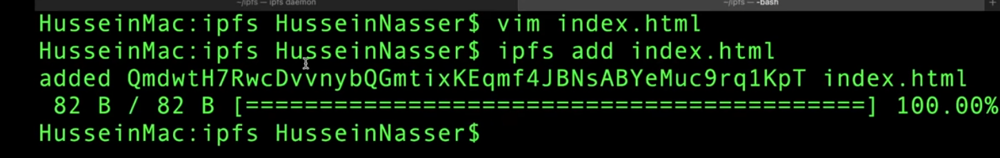 ~/ipfs — ipfs daemon
~/ipfs — -bash
+
HusseinMac:ipfs HusseinNasser$ vim index.html
HusseinMac:ipfs HusseinNasser$ ipfs add index.html
added QmdwtH7RwcDvvnybQGmtixKEqmf4JBNsABYeMuc9rq1KpT index.html
82 B / 82 B [==========================================] 100.00%
HusseinMac:ipfs HusseinNasser$